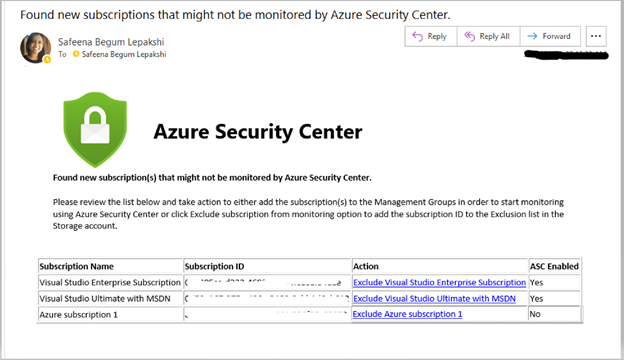 Found new subscriptions that might not be monitored by Azure Security Center.
Safeena Begum Lepakshi
To Safeena Begum Lepakshi
Reply Reply All Forward ...
Azure Security Center
Found new subscription(s) that might not be monitored by Azure Security Center.
Please review the list below and take action to either add the subscription(s) to the Management Groups in order to start monitoring
using Azure Security Center or click Exclude subscription from monitoring option to add the subscription ID to the Exclusion list in the
Storage account.
Subscription Name Subscription ID Action ASC Enabled
Visual Studio Enterprise Subscription Exclude Visual Studio Enterprise Subscription Yes
Visual Studio Ultimate with MSDN Exclude Visual Studio Ultimate with MSDN Yes
Azure subscription 1 Exclude Azure subscription 1 No